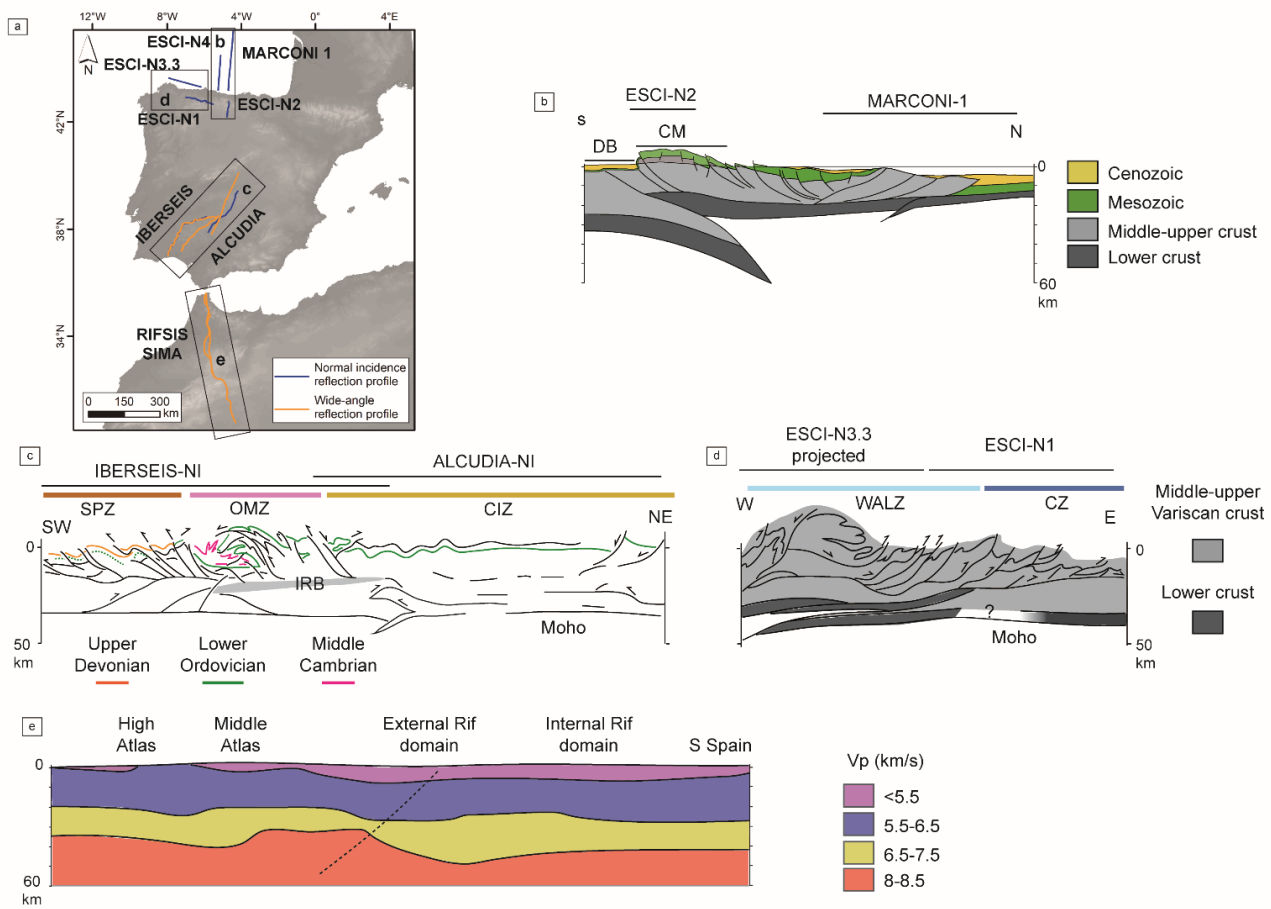 a
12°W 8°W 4°W 0° 4°E
ESCI-N4 b
MARCONI 1
ESCI-N3.3
N
d
ESCI-N2
ESCI-N1
42°N
c
IBERSEIS
ALCUDIA
38°N
34°N
RIFSIS
SIMA
e
Normal incidence
reflection profile
Wide-angle
reflection profile
0 150 300
km
b
ESCI-N2
MARCONI-1
S
N
DB
CM
0
60
km
Cenozoic
Mesozoic
Middle-upper crust
Lower crust
c
IBERSEIS-NI
ALCUDIA-NI
SPZ
OMZ
CIZ
SW
NE
0
IRB
Moho
50
km
Upper
Devonian
Lower
Ordovician
Middle
Cambrian
d
ESCI-N3.3
projected
ESCI-N1
WALZ
CZ
W
E
0
?
Moho
50
km
Middle-upper
Variscan crust
Lower crust
e
High
Atlas
Middle
Atlas
External Rif
domain
Internal Rif
domain
S Spain
0
60
km
Vp (km/s)
<5.5
5.5-6.5
6.5-7.5
8-8.5